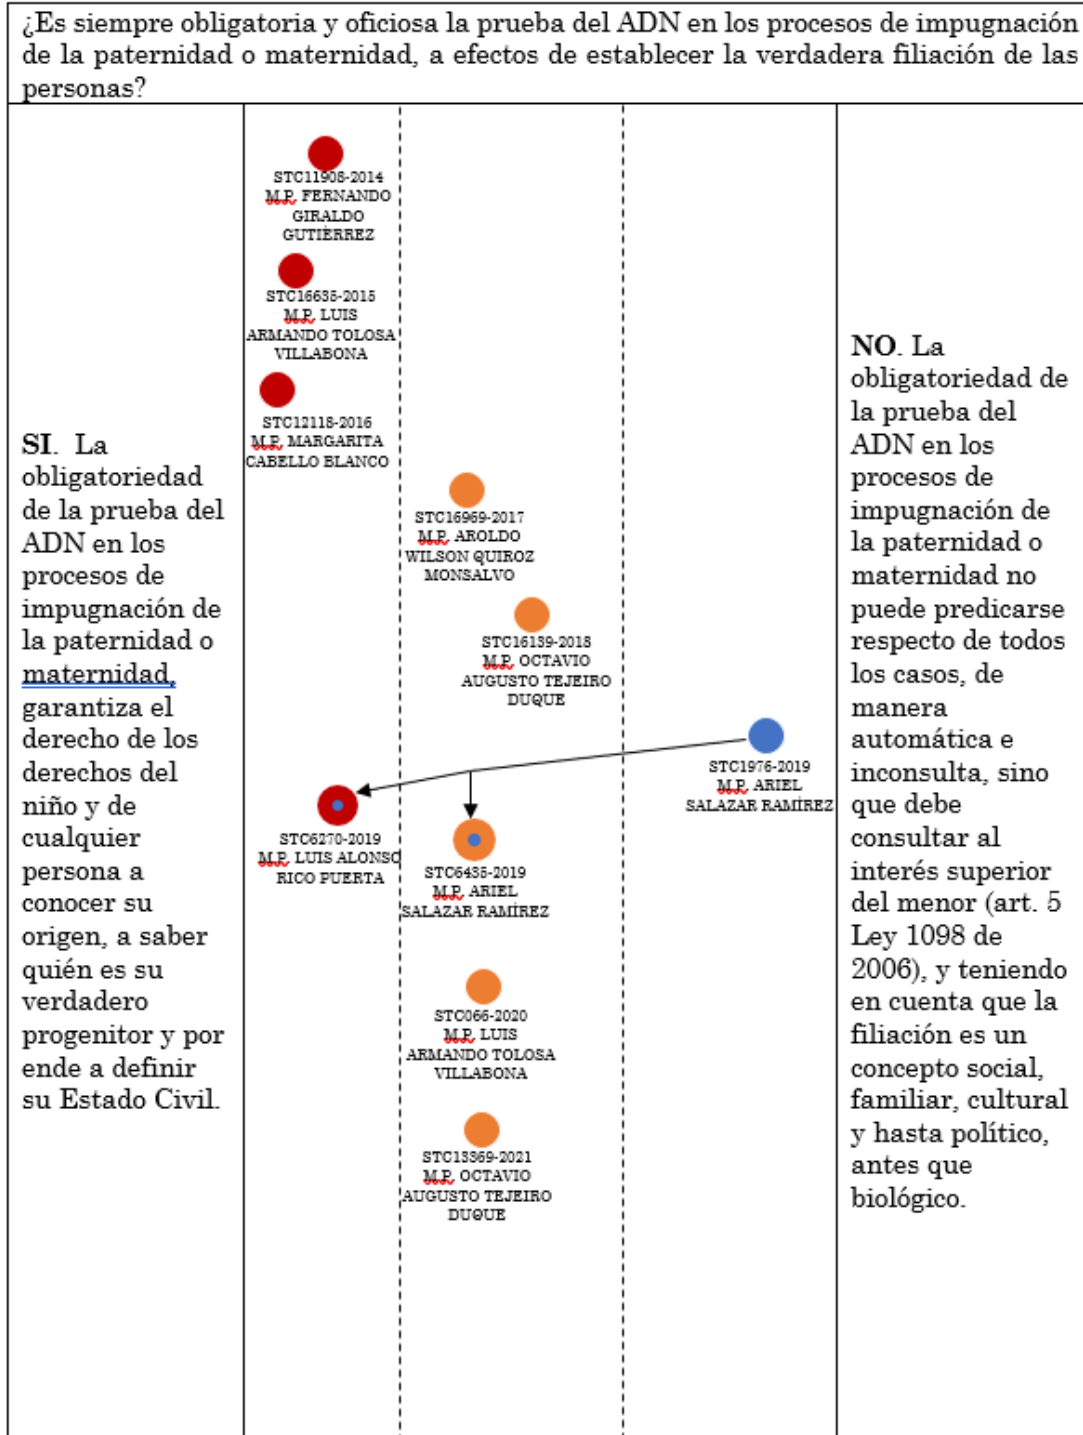 ¿Es siempre obligatoria y oficiosa la prueba del ADN en los procesos de impugnación
de la paternidad o maternidad, a efectos de establecer la verdadera filiación de las
personas?
SI. La
obligatoriedad
de la prueba del
ADN en los
procesos de
impugnación de
la paternidad o
maternidad,
garantiza el
derecho de los
derechos del
niño y de
cualquier
persona a
conocer su
origen, a saber
quién es su
verdadero
progenitor y por
ende a definir
su Estado Civil.
STC11908-2014
M.P. FERNANDO
GIRALDO
GUTIÉRREZ
STC16635-2015
M.P. LUIS
ARMANDO TOLOSA
VILLABONA
STC12118-2016
M.P. MARGARITA
CABELLO BLANCO
STC16969-2017
M.P. AROLDO
WILSON QUIROZ
MONSALVO
STC16139-2018
M.P. OCTAVIO
AUGUSTO TEJEIRO
DUQUE
STC1976-2019
M.P. ARIEL
SALAZAR RAMÍREZ
STC6270-2019
M.P. LUIS ALONSO
RICO PUERTA
STC6435-2019
M.P. ARIEL
SALAZAR RAMÍREZ
STC066-2020
M.P. LUIS
ARMANDO TOLOSA
VILLABONA
STC13369-2021
M.P. OCTAVIO
AUGUSTO TEJEIRO
DUQUE
NO. La
obligatoriedad de
la prueba del
ADN en los
procesos de
impugnación de
la paternidad o
maternidad no
puede predicarse
respecto de todos
los casos, de
manera
automática e
inconsulta, sino
que debe
consultar al
interés superior
del menor (art. 5
Ley 1098 de
2006), y teniendo
en cuenta que la
filiación es un
concepto social,
familiar, cultural
y hasta político,
antes que
biológico.